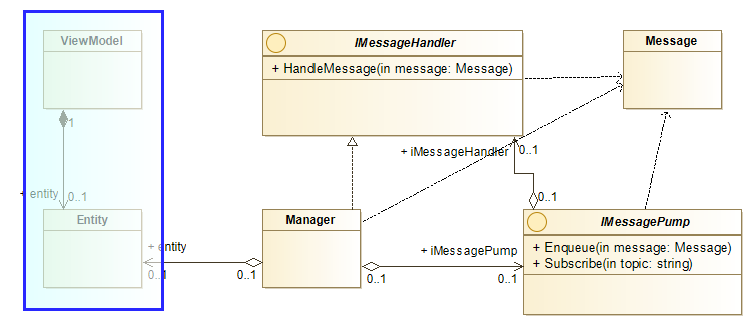 ViewModel
IMessageHandler
+ HandleMessage(in message: Message)
Message
1
+ iMessageHandler
0..1
+ entity
0..1
0..1
Entity
Manager
IMessagePump
+ Enqueue(in message: Message)
+ Subscribe(in topic: string)
+ entity
+ iMessagePump
0..1
0..1
0..1
0..1